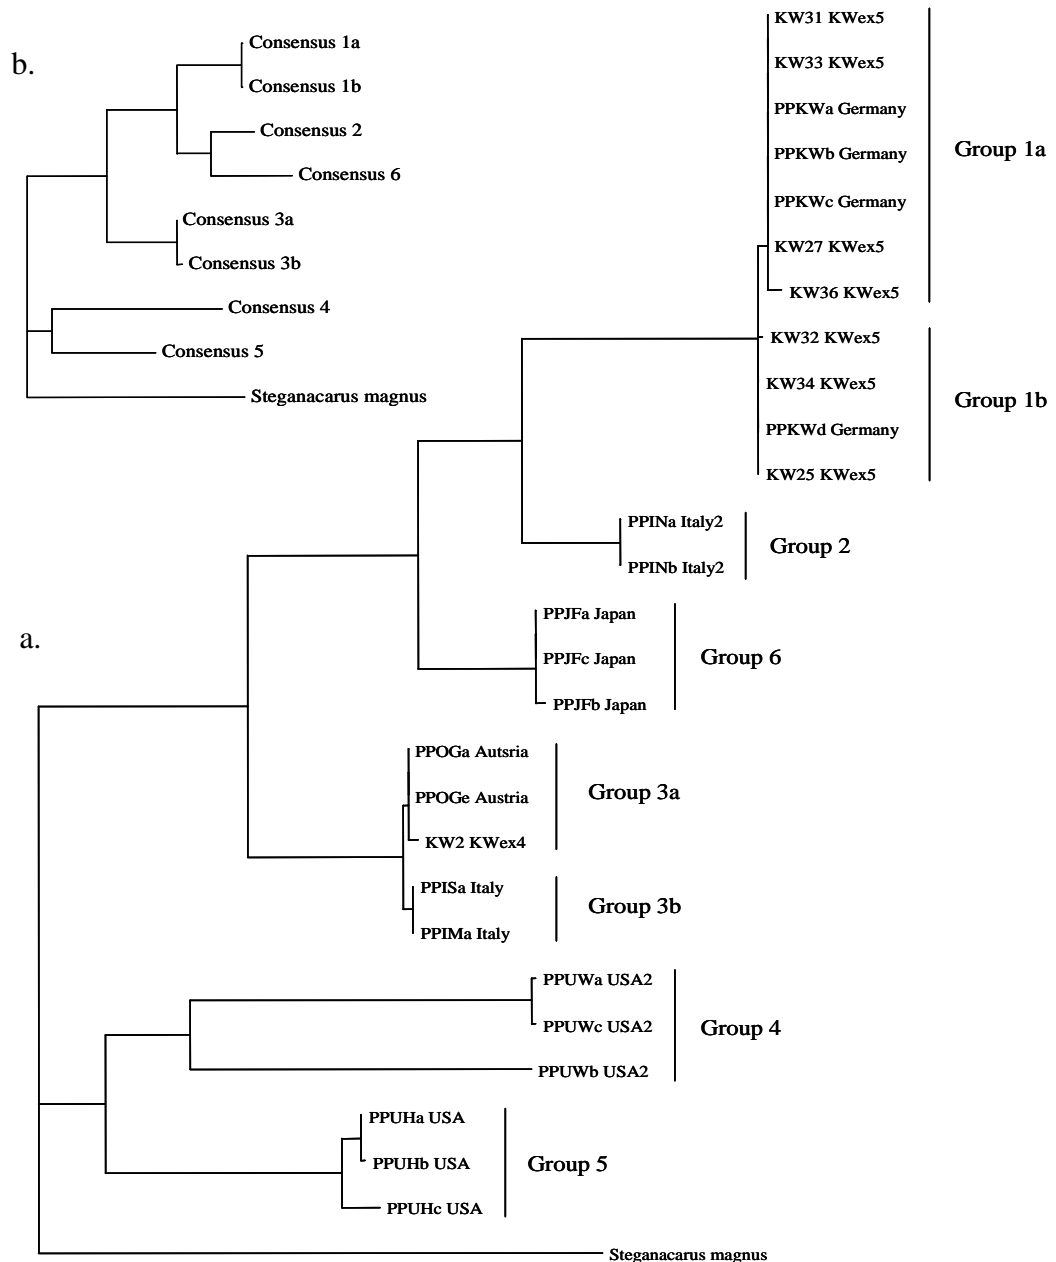 b.
Consensus 1a
Consensus 1b
Consensus 2
Consensus 6
Consensus 3a
Consensus 3b
Consensus 4
Consensus 5
Steganacarus magnus
a.
KW31 KWex5
KW33 KWex5
PPKWa Germany
PPKWb Germany
PPKWc Germany
KW27 KWex5
KW36 KWex5
Group 1a
KW32 KWex5
KW34 KWex5
PPKWd Germany
KW25 KWex5
Group 1b
PPINa Italy2
PPINb Italy2
Group 2
PPJFa Japan
PPJFc Japan
PPJFb Japan
Group 6
PPOGa Autsria
PPOGe Austria
KW2 KWex4
Group 3a
PPISa Italy
PPIMa Italy
Group 3b
PPUWa USA2
PPUWc USA2
PPUWb USA2
Group 4
PPUHa USA
PPUHb USA
PPUHc USA
Group 5
Steganacarus magnus